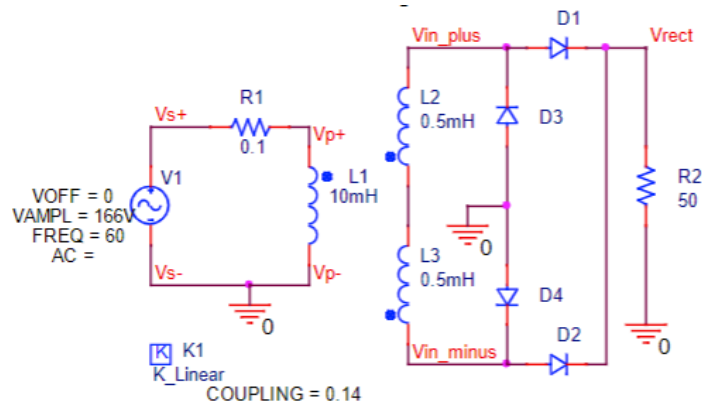 D1
Vin_plus
Vrect
L2
0.5mH
D3
R1
0.1
Vs+
Vp+
V1
L1
10mH
VOFF = 0
VAMPL = 166V
FREQ = 60
AC =
R2
50
0
L3
0.5mH
D4
Vs-
Vp-
0
D2
Vin_minus
0
K K1
K_Linear
COUPLING = 0.14